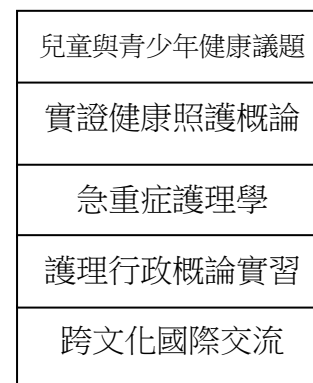 兒童與青少年健康議題
實證健康照護概論
急重症護理學
護理行政概論實習
跨文化國際交流